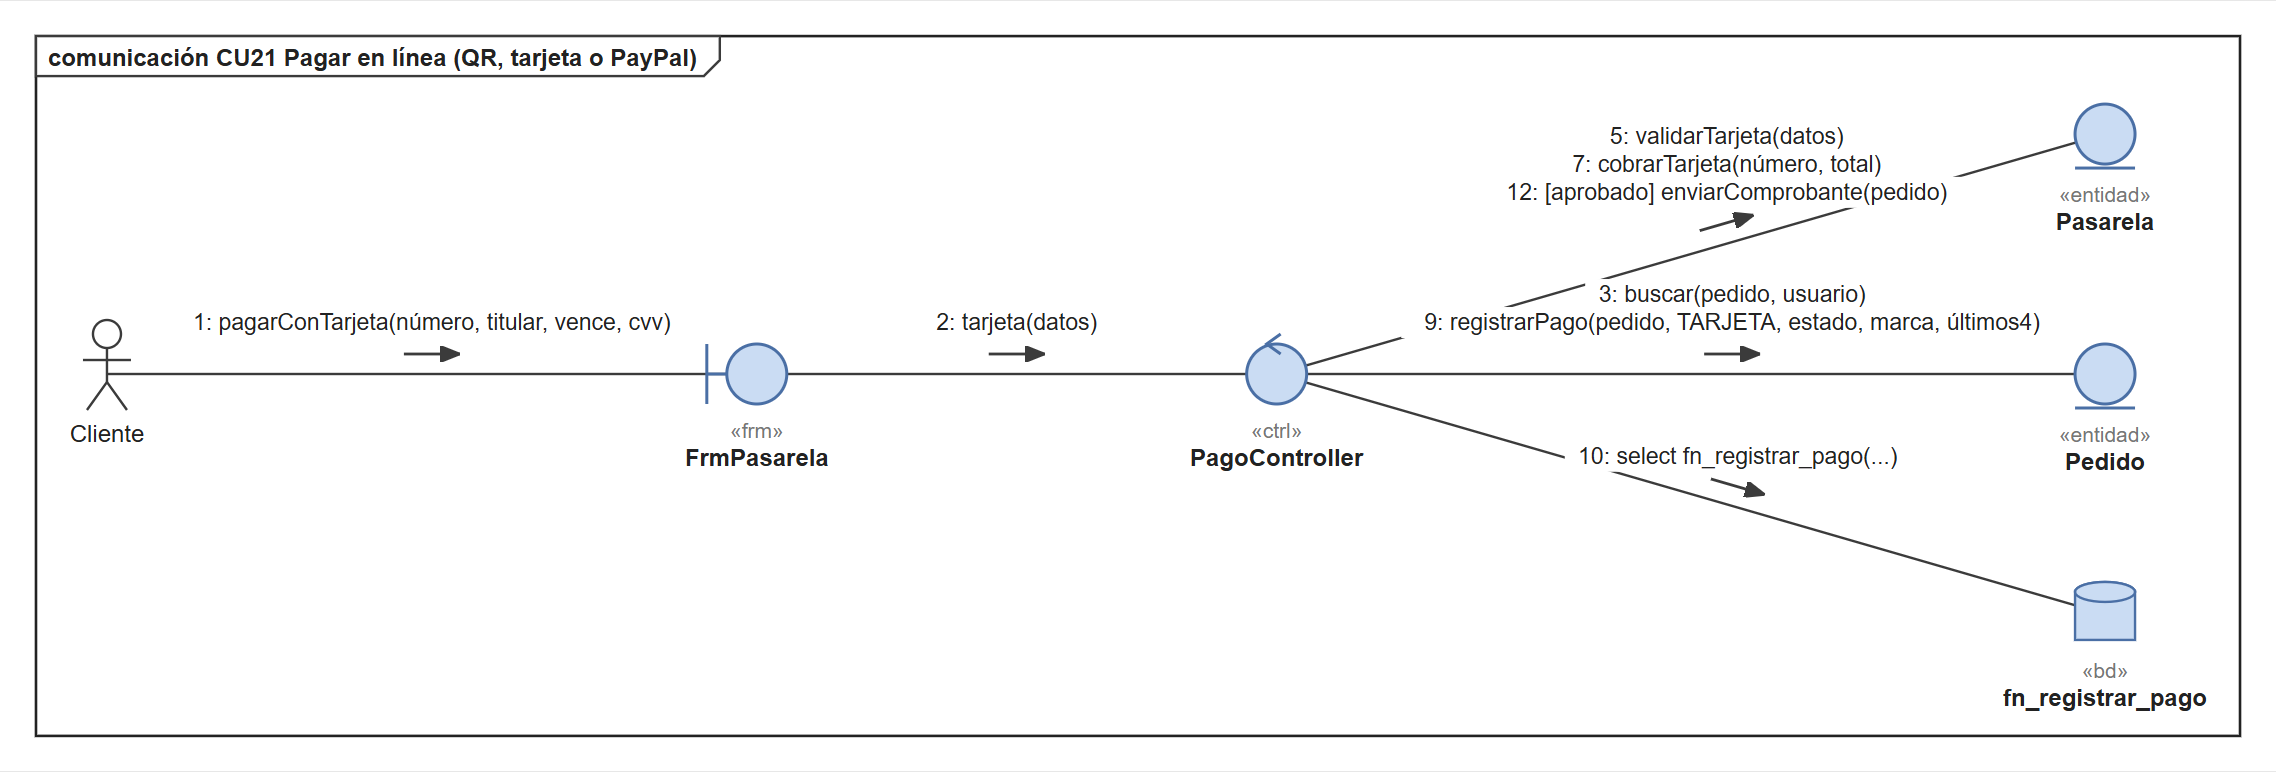 comunicación CU21 Pagar en línea (QR, tarjeta o PayPal)
5: validarTarjeta(datos)
7: cobrarTarjeta(número, total)
12: [aprobado] enviarComprobante(pedido)
«entidad»
Pasarela
1: pagarConTarjeta(número, titular, vence, cvv)
2: tarjeta(datos)
3: buscar(pedido, usuario)
9: registrarPago(pedido, TARJETA, estado, marca, últimos4)
Cliente
«frm»
FrmPasarela
«ctrl»
PagoController
«entidad»
Pedido
10: select fn_registrar_pago(...)
«bd»
fn_registrar_pago